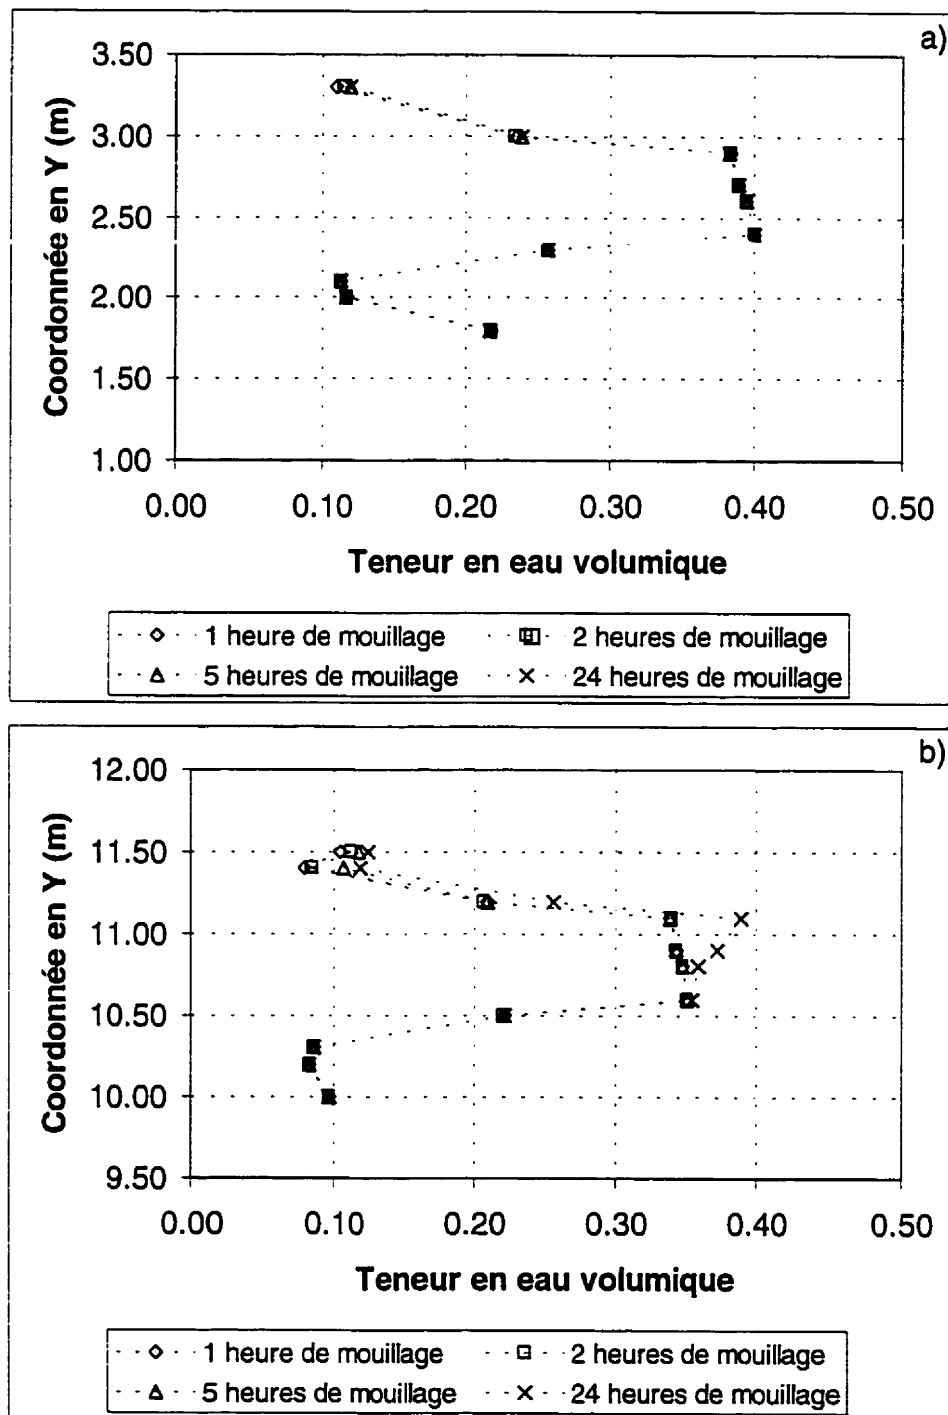 a)
3.50
3.00
2.50
2.00
1.50
1.00
Coordonnée en Y (m)
0.00 0.10 0.20 0.30 0.40 0.50
Teneur en eau volumique
1 heure de mouillage 2 heures de mouillage
5 heures de mouillage 24 heures de mouillage
b)
12.00
11.50
11.00
10.50
10.00
9.50
Coordonnée en Y (m)
0.00 0.10 0.20 0.30 0.40 0.50
Teneur en eau volumique
1 heure de mouillage 2 heures de mouillage
5 heures de mouillage 24 heures de mouillage